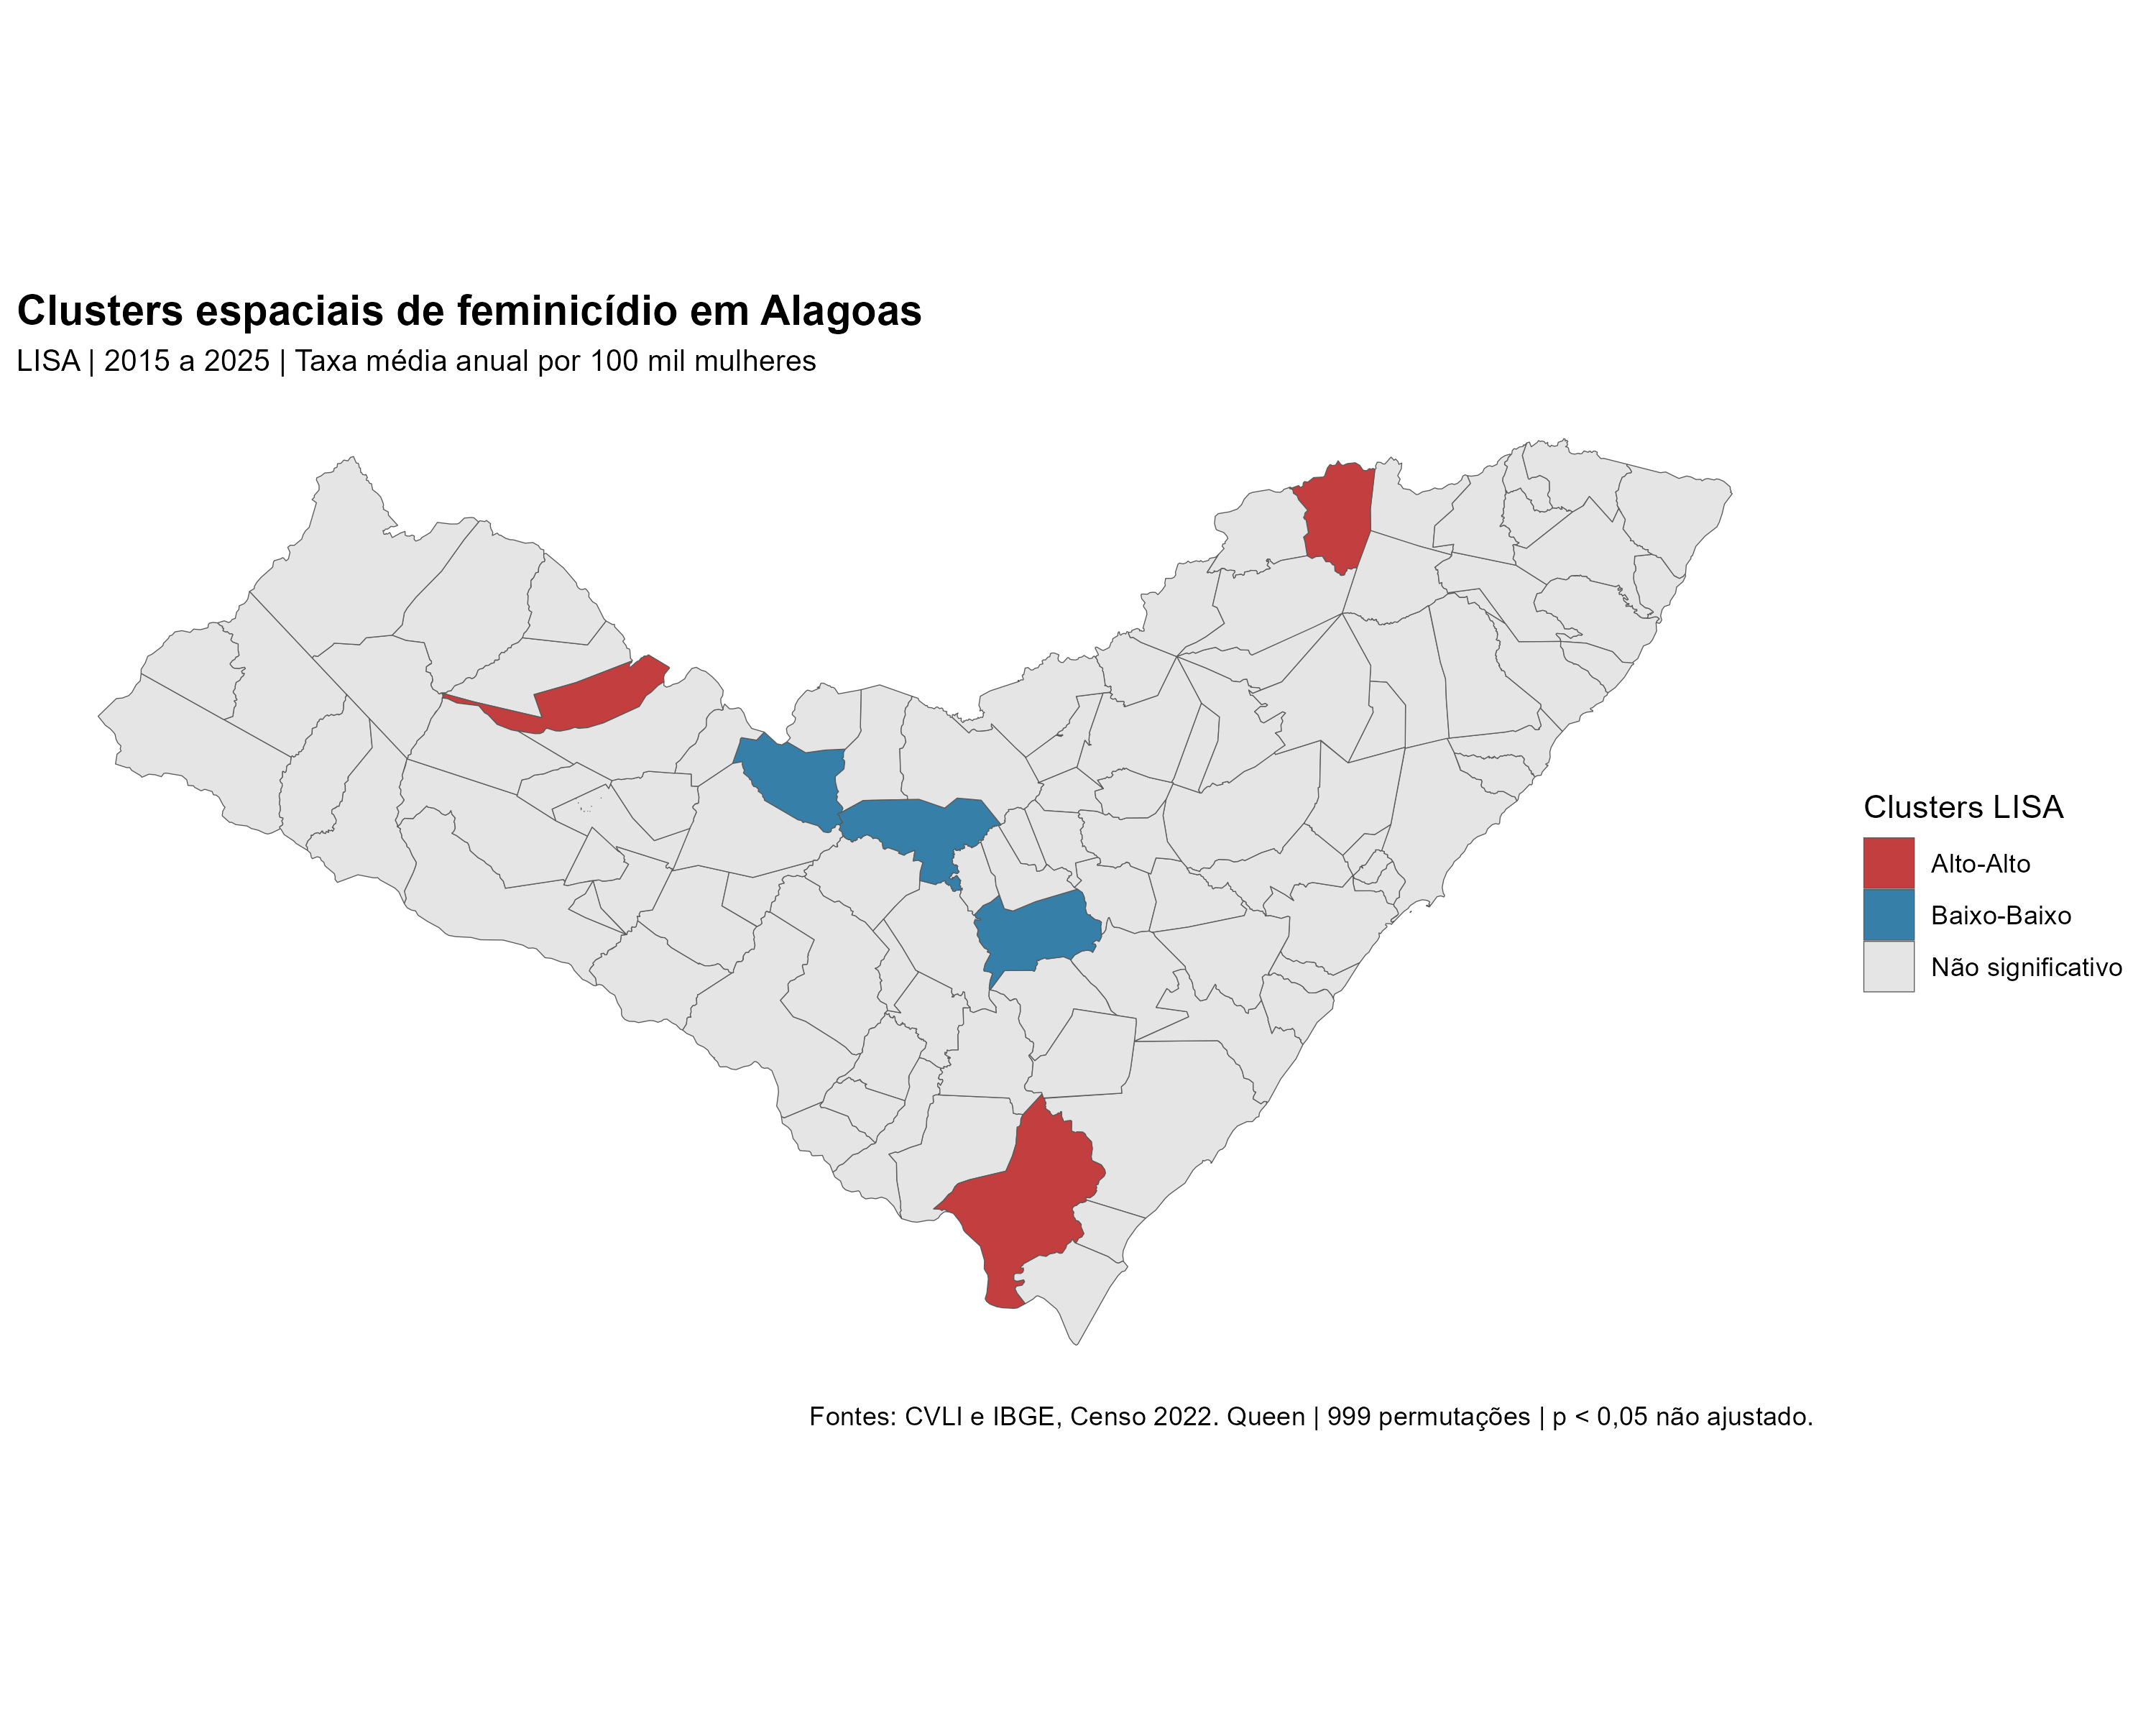 Clusters espaciais de feminicídio em Alagoas
LISA | 2015 a 2025 | Taxa média anual por 100 mil mulheres
Clusters LISA
Alto-Alto
Baixo-Baixo
Não significativo
Fontes: CVLI e IBGE, Censo 2022. Queen | 999 permutações | p < 0,05 não ajustado.